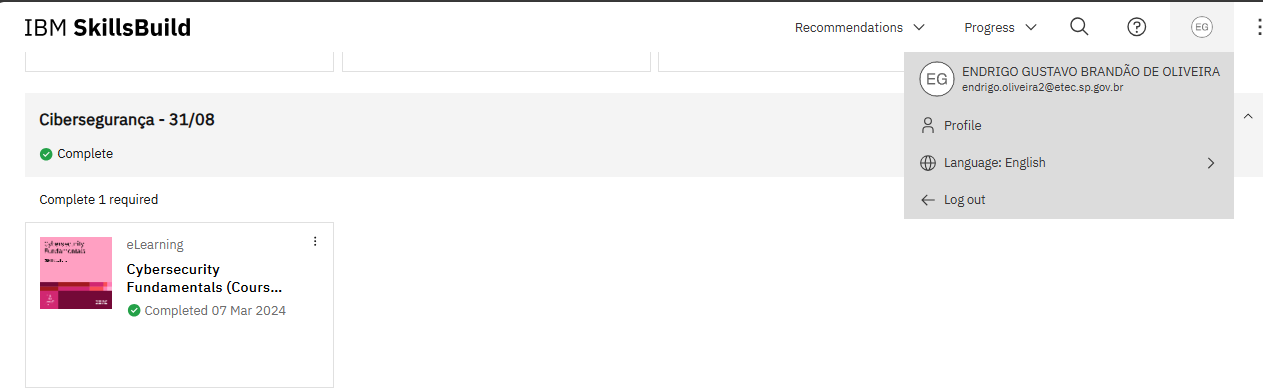 IBM SkillsBuild
Recommendations
Progress
EG
EG
ENDRIGO GUSTAVO BRANDÃO DE OLIVEIRA
endrigo.oliveira2@etec.sp.gov.br
Profile
Language: English
Log out
Cibersegurança - 31/08
Complete
Complete 1 required
Cybersecurity
Fundamentals
eLearning
Cybersecurity
Fundamentals (Cours...
Completed 07 Mar 2024